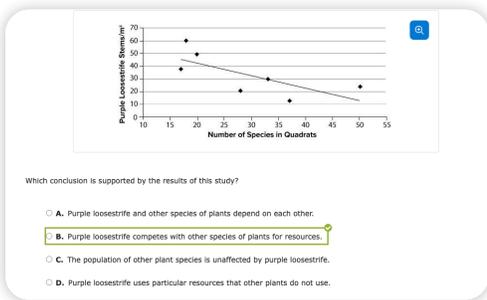 Purple Loosestrife Stems/m²
70
60
50
40
30
20
10
0
10 15 20 25 30 35 40 45 50 55
Number of Species in Quadrats
Which conclusion is supported by the results of this study?
A. Purple loosestrife and other species of plants depend on each other.
B. Purple loosestrife competes with other species of plants for resources.
C. The population of other plant species is unaffected by purple loosestrife.
D. Purple loosestrife uses particular resources that other plants do not use.